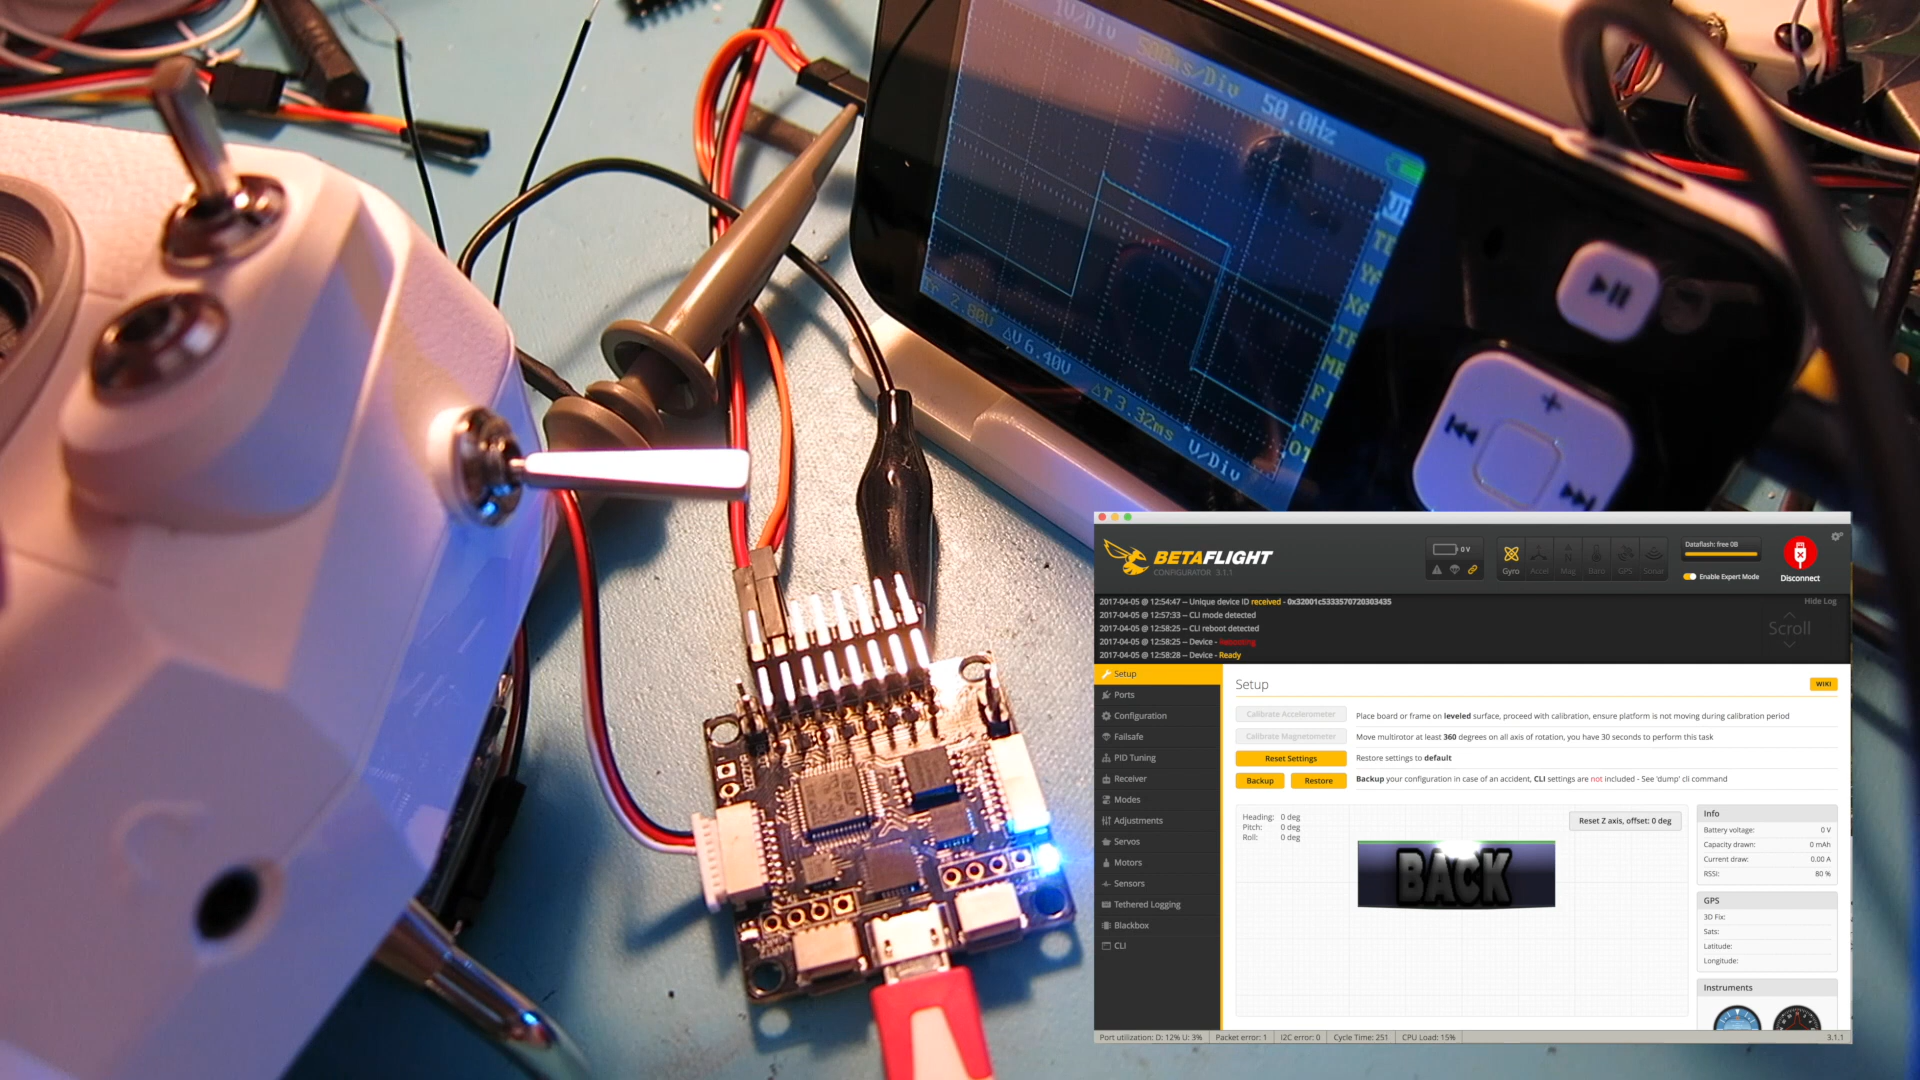 1V/Div 500us/Div 50.0Hz
2.80V ΔV 6.40V ΔT 3.32ms V/Div
BETAFLIGHT
CONFIGURATOR 3.1.1
0 V
Gyro Accel Mag Baro GPS Sonar
Dataflash: free 0B
Enable Expert Mode
Disconnect
2017-04-05 @ 12:54:47 -- Unique device ID received - 0x32001c5333570720303435
2017-04-05 @ 12:57:33 -- CLI mode detected
2017-04-05 @ 12:58:25 -- CLI reboot detected
2017-04-05 @ 12:58:25 -- Device - Rebooting
2017-04-05 @ 12:58:28 -- Device - Ready
Hide Log
Scroll
Setup
Ports
Configuration
Failsafe
PID Tuning
Receiver
Modes
Adjustments
Servos
Motors
Sensors
Tethered Logging
Blackbox
CLI
Setup
WIKI
Calibrate Accelerometer Place board or frame on leveled surface, proceed with calibration, ensure platform is not moving during calibration period
Calibrate Magnetometer Move multirotor at least 360 degrees on all axis of rotation, you have 30 seconds to perform this task
Reset Settings Restore settings to default
Backup Restore Backup your configuration in case of an accident, CLI settings are not included - See 'dump' cli command
Heading: 0 deg
Pitch: 0 deg
Roll: 0 deg
Reset Z axis, offset: 0 deg
BACK
Info
Battery voltage: 0 V
Capacity drawn: 0 mAh
Current draw: 0.00 A
RSSI: 80 %
GPS
3D Fix:
Sats:
Latitude:
Longitude:
Instruments
Port utilization: D: 12% U: 3% Packet error: 1 I2C error: 0 Cycle Time: 251 CPU Load: 15% 3.1.1